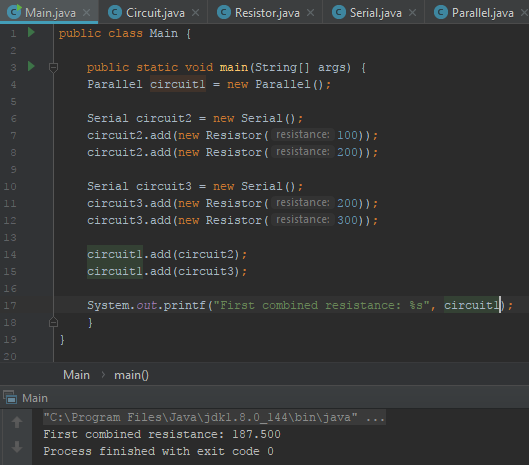 Main.java × Circuit.java × Resistor.java × Serial.java × Parallel.java ×
1 public class Main {
2
3 public static void main(String[] args) {
4 Parallel circuit1 = new Parallel();
5
6 Serial circuit2 = new Serial();
7 circuit2.add(new Resistor( resistance: 100));
8 circuit2.add(new Resistor( resistance: 200));
9
10 Serial circuit3 = new Serial();
11 circuit3.add(new Resistor( resistance: 200));
12 circuit3.add(new Resistor( resistance: 300));
13
14 circuit1.add(circuit2);
15 circuit1.add(circuit3);
16
17 System.out.printf("First combined resistance: %s", circuit1);
18 }
19 }
20
Main › main()
Main
"C:\Program Files\Java\jdk1.8.0_144\bin\java" ...
First combined resistance: 187.500
Process finished with exit code 0